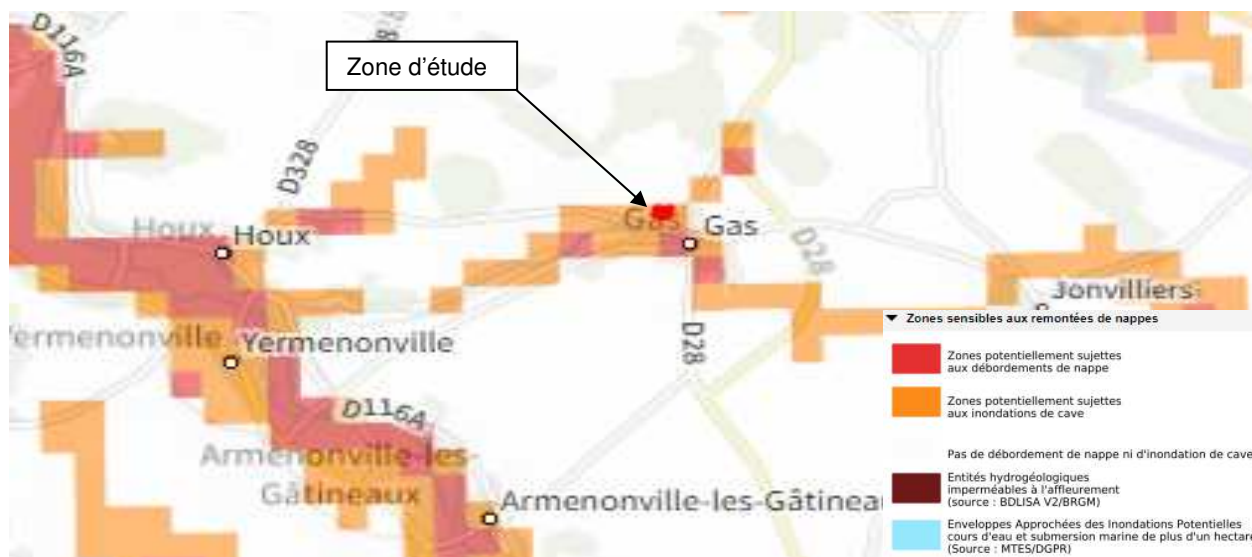 D116A
Zone d'étude
D328
Houx
Houx
Gas
Gas
D28
Jonvilliers
Yermenonville
D28
D116A
Armenonville-les-
Gâtineaux
Armenonville-les-Gâtineau
Zones sensibles aux remontées de nappes
Zones potentiellement sujettes
aux débordements de nappe
Zones potentiellement sujettes
aux inondations de cave
Pas de débordement de nappe ni d'inondation de cave
Entités hydrogéologiques
imperméables à l'affleurement
(source : BDLISA V2/BRGM)
Enveloppes Approchées des Inondations Potentielles
cours d'eau et submersion marine de plus d'un hectare
(Source : MTES/DGPR)